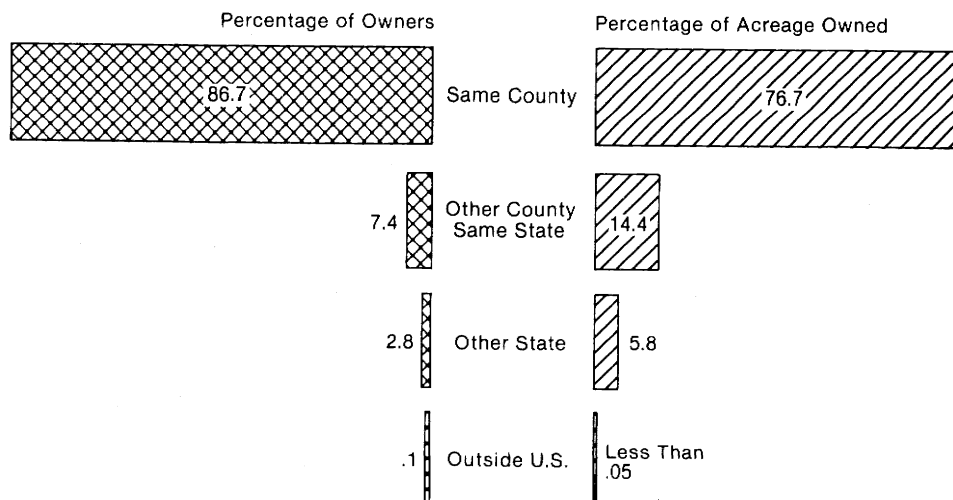 Percentage of Owners
Percentage of Acreage Owned
86.7
Same County
76.7
7.4
Other County
Same State
14.4
2.8
Other State
5.8
.1
Outside U.S.
Less Than
.05